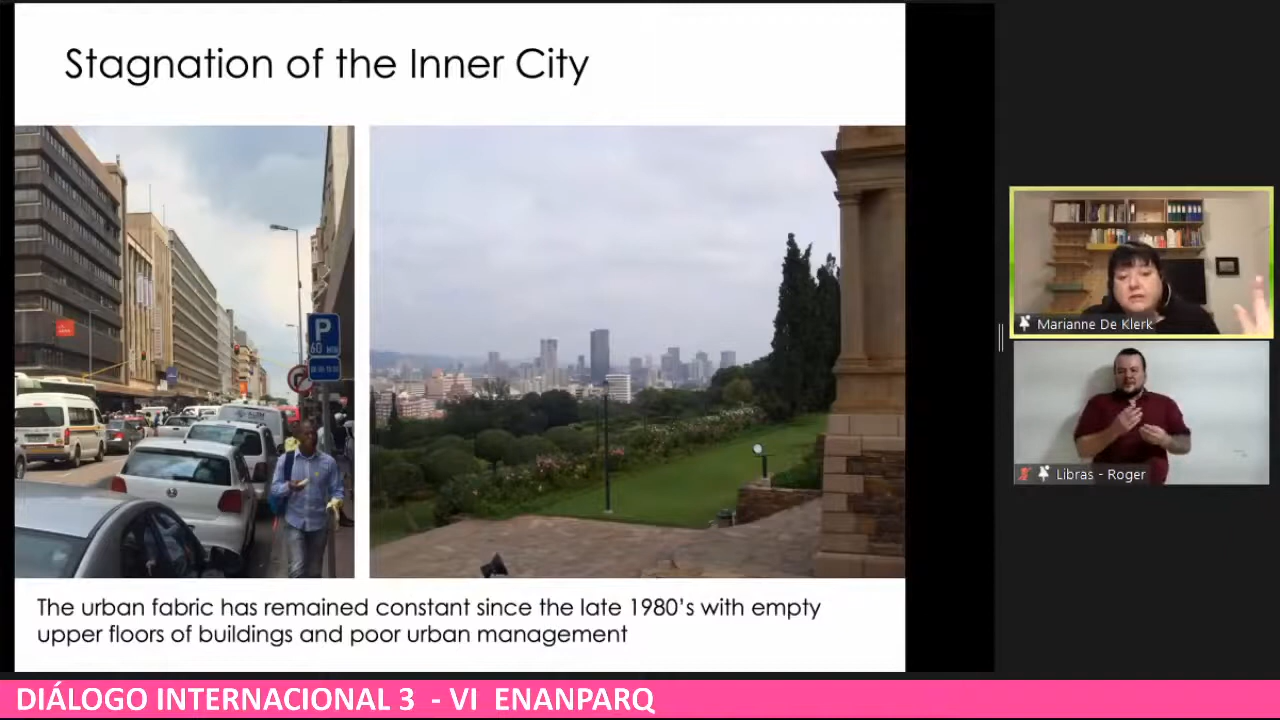 Stagnation of the Inner City
P
The urban fabric has remained constant since the late 1980's with empty
upper floors of buildings and poor urban management
Marianne De Klerk
Libras - Roger
DIÁLOGO INTERNACIONAL 3 - VI ENANPARQ